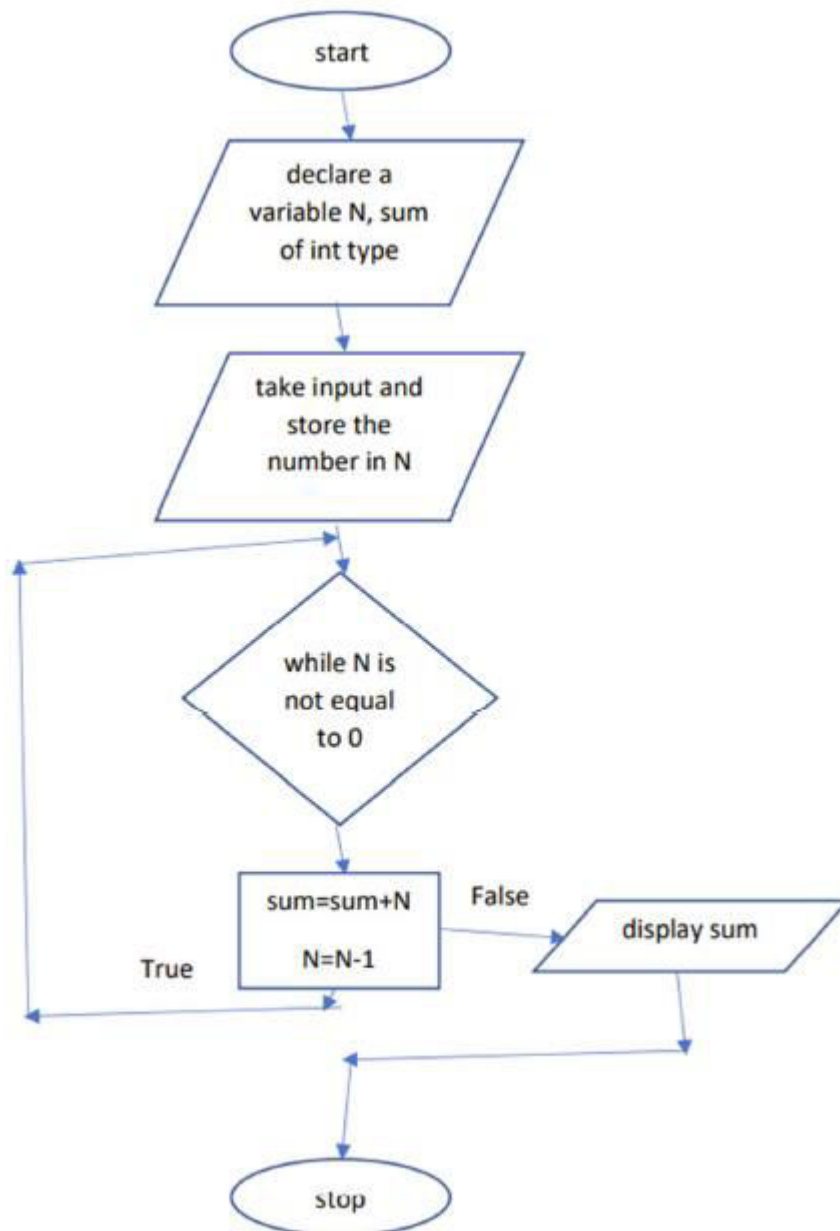 start
declare a
variable N, sum
of int type
take input and
store the
number in N
while N is
not equal
to 0
sum=sum+N
N=N-1
False
display sum
True
stop